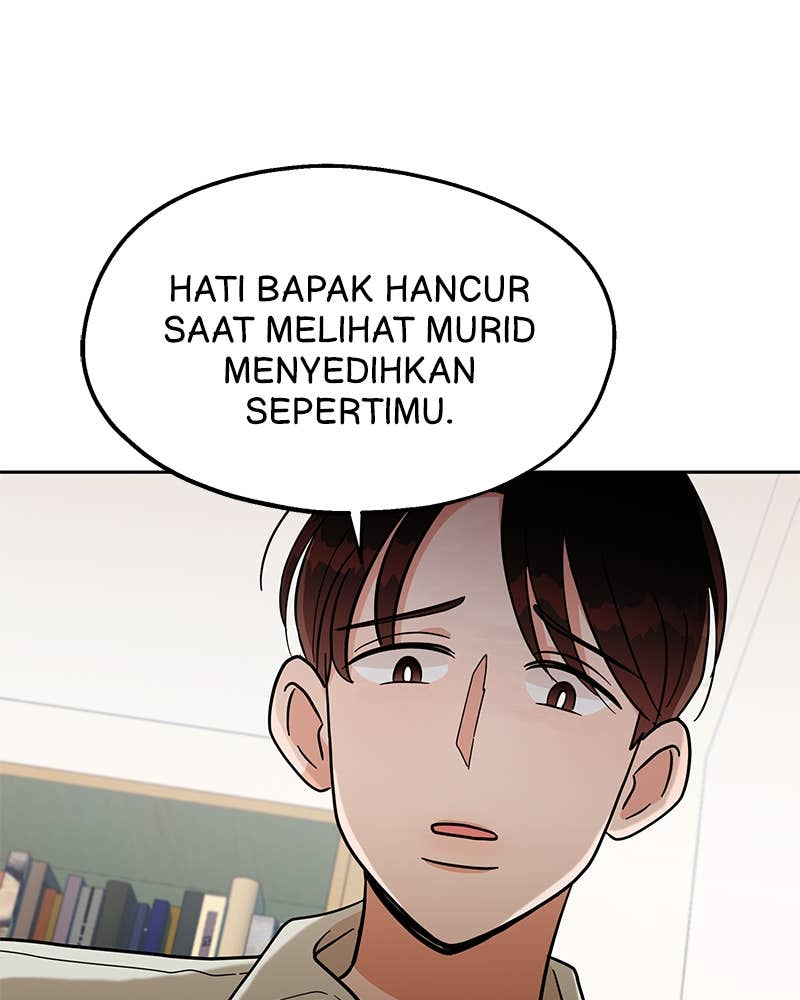 HATI BAPAK HANCUR
SAAT MELIHAT MURID
MENYEDIHKAN
SEPERTIMU.